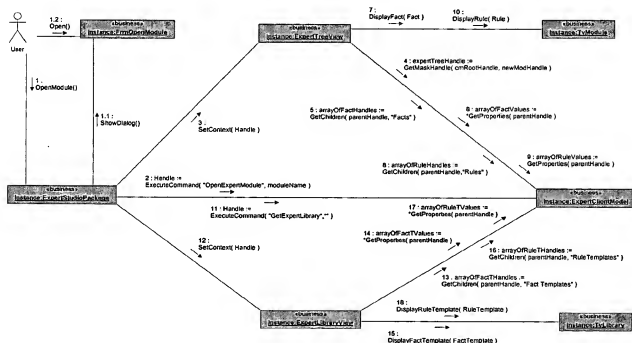 1.2 :
Open()
«business»
Instance:FrmOpenModule
User
1 :
OpenModule()
1.1 :
ShowDialog()
«business»
Instance:ExpertTreeView
7 :
DisplayFact( Fact )
10 :
DisplayRule( Rule )
«business»
Instance:TvModule
4 : expertTreeHandle :=
GetMaskHandle( cmRootHandle, newModHandle )
5 : arrayOfFactHandles :=
GetChildren( parentHandle, "Facts" )
6 : arrayOfFactValues :=
*GetProperties( parentHandle )
3 :
SetContext( Handle )
8 : arrayOfRuleHandles :=
GetChildren( parentHandle,"Rules" )
9 : arrayOfRuleValues :=
GetProperties( parentHandle )
2 : Handle :=
ExecuteCommand( "OpenExpertModule", moduleName )
«business»
Instance:ExpertStudioPackage
«business»
Instance:ExpertClientModel
11 : Handle :=
ExecuteCommand( "GetExpertLibrary","" )
17 : arrayOfRuleTValues :=
*GetProperties( parentHandle )
14 : arrayOfFactTValues :=
*GetProperties( parentHandle )
12 :
SetContext( Handle )
16 : arrayOfRuleTHandles :=
GetChildren( parentHandle, "RuleTemplates" )
13 : arrayOfFactTHandles :=
GetChildren( parentHandle, "Fact Templates" )
18 :
DisplayRuleTemplate( RuleTemplate )
«business»
Instance:ExpertLibraryView
«business»
Instance:TvLibrary
15 :
DisplayFactTemplate( FactTemplate )